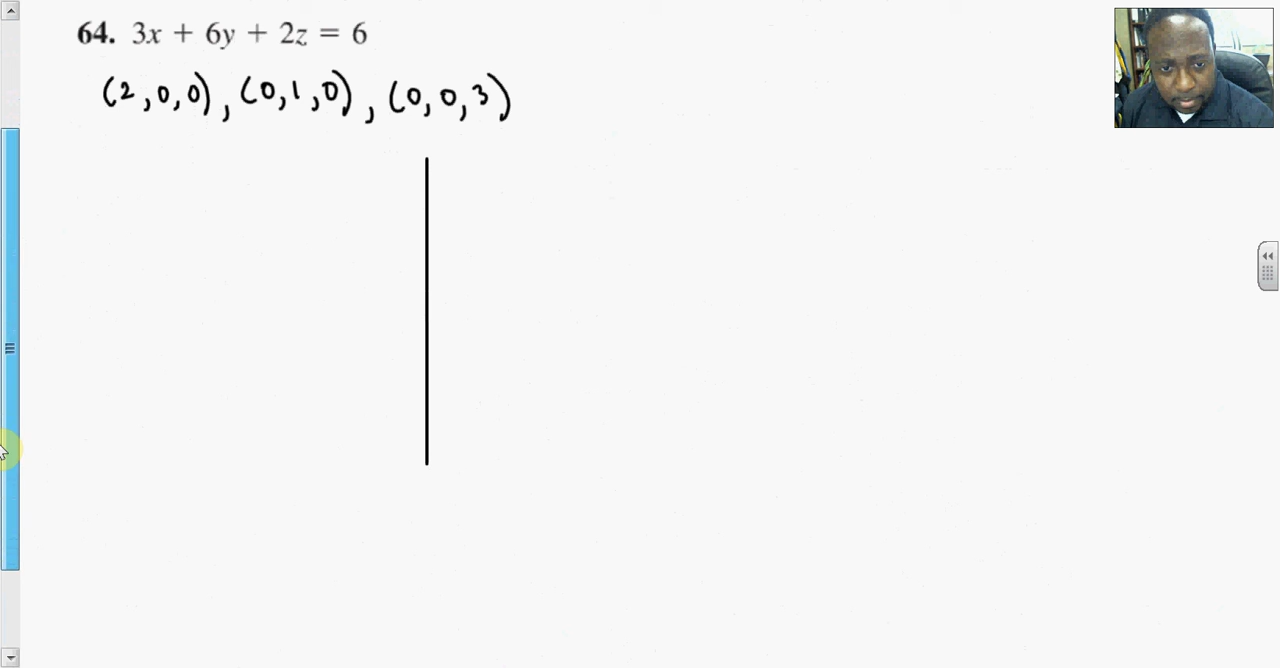 64. 3x + 6y + 2z = 6
(2,0,0), (0,1,0), (0,0,3)